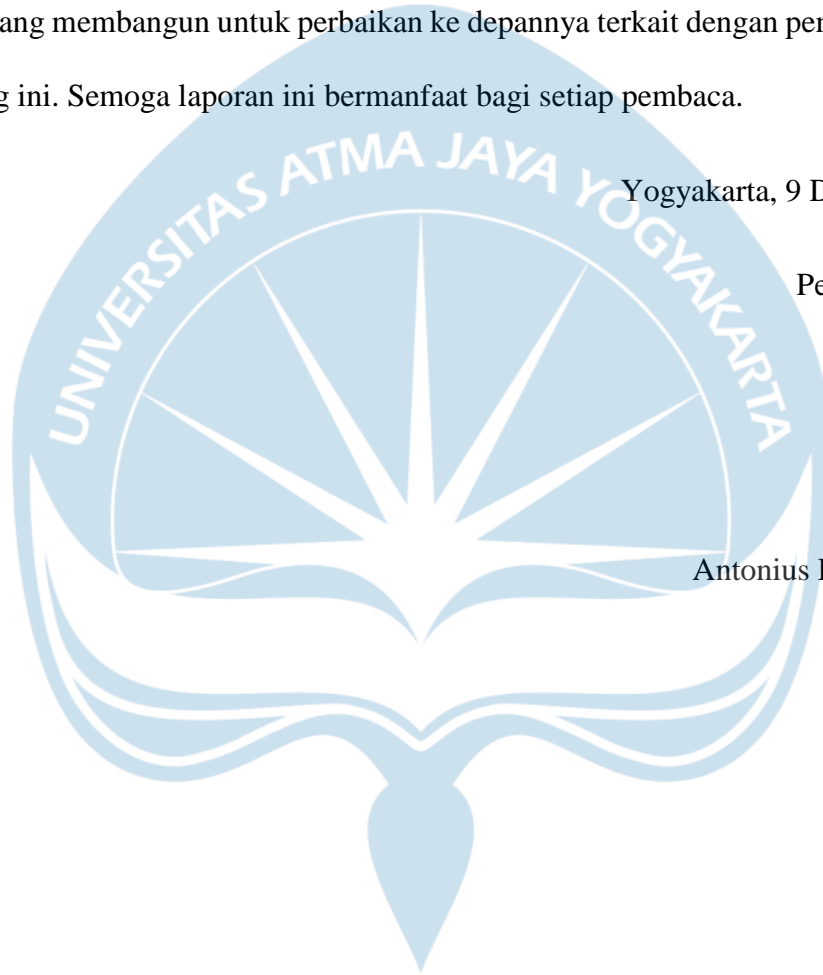 ang membangun untuk perbaikan ke depannya terkait dengan per
g ini. Semoga laporan ini bermanfaat bagi setiap pembaca.
UNIVERSITAS ATMA JAYA YOGYAKARTA
Yogyakarta, 9 D
Pe
Antonius